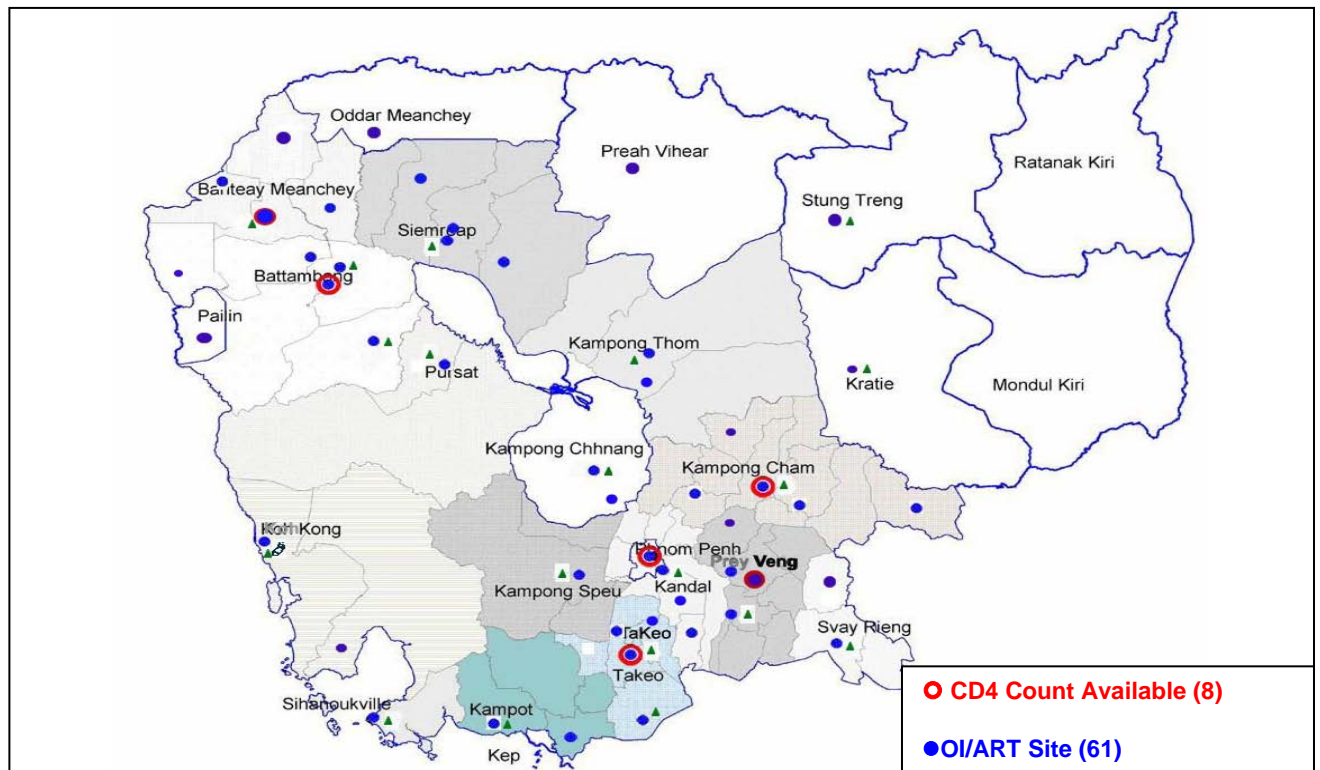 Oddar Meanchey
Preah Vihear
Ratanak Kiri
Banteay Meanchey
Stung Treng
Siemreap
Battambang
Pailin
Kampong Thom
Pursat
Kratie
Mondul Kiri
Kampong Chhnang
Kampong Cham
Koh Kong
Phnom Penh
Prey Veng
Kampong Speu
Kandal
TaKeo
Svay Rieng
Takeo
Sihanoukville
Kampot
Kep
CD4 Count Available (8)
OI/ART Site (61)